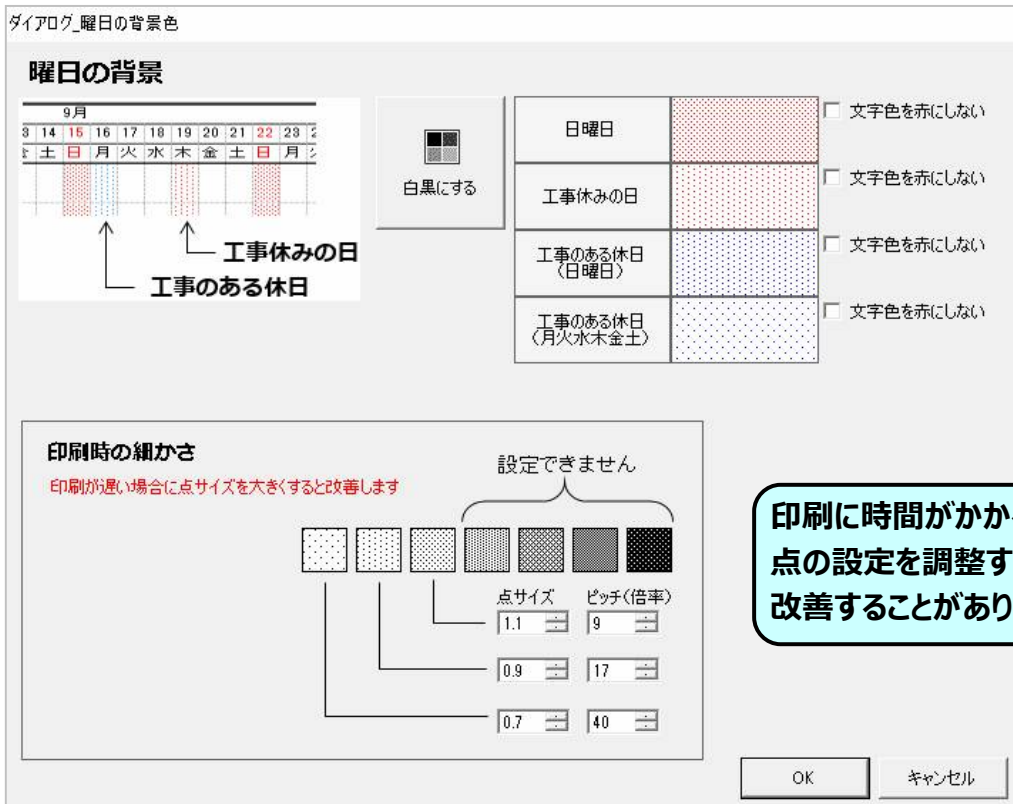 ダイアログ_曜日の背景色
曜日の背景
9月
14 15 16 17 18 19 20 21 22 23
土 日 月 火 水 木 金 土 日 月
工事休みの日
工事のある休日
白黒にする
日曜日
文字色を赤にしない
工事休みの日
文字色を赤にしない
工事のある休日
(日曜日)
文字色を赤にしない
工事のある休日
(月火水木金土)
文字色を赤にしない
印刷時の細かさ
印刷が遅い場合に点サイズを大きくすると改善します
設定できません
点サイズ ピッチ(倍率)
1.1 9
0.9 17
0.7 40
印刷に時間がかか
点の設定を調整す
改善することがあり
OK キャンセル